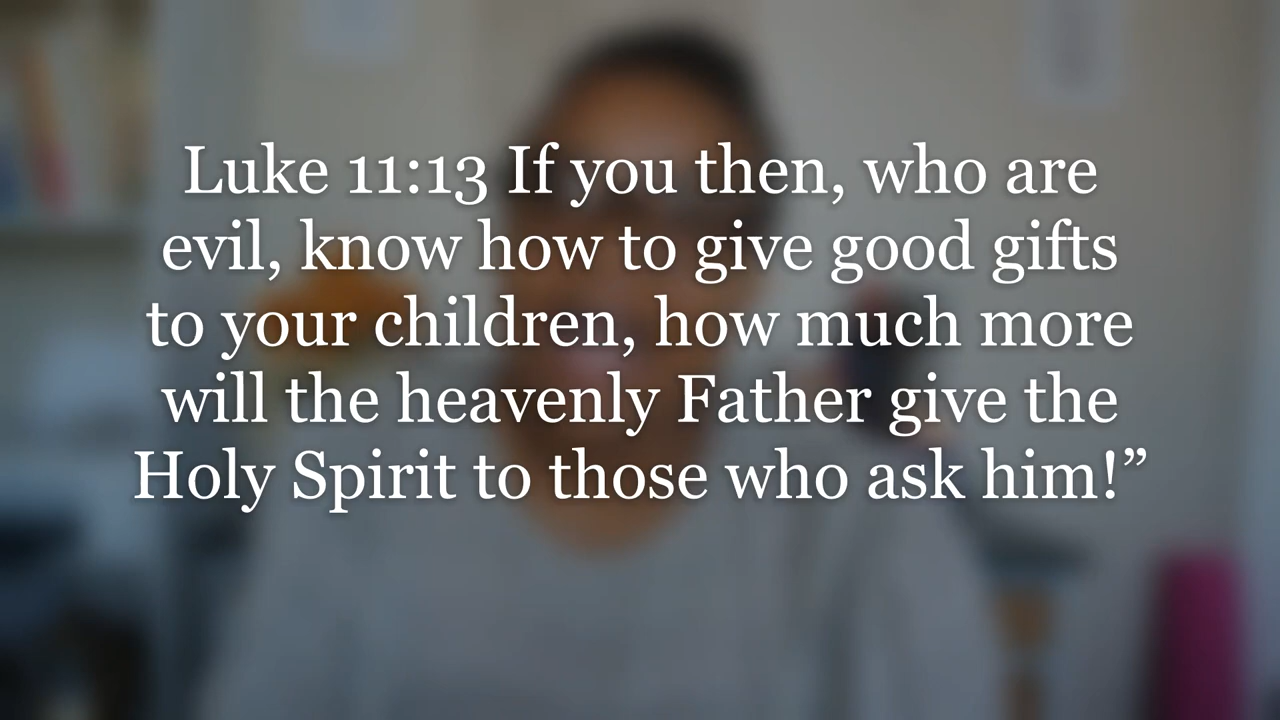 Luke 11:13 If you then, who are
evil, know how to give good gifts
to your children, how much more
will the heavenly Father give the
Holy Spirit to those who ask him!”